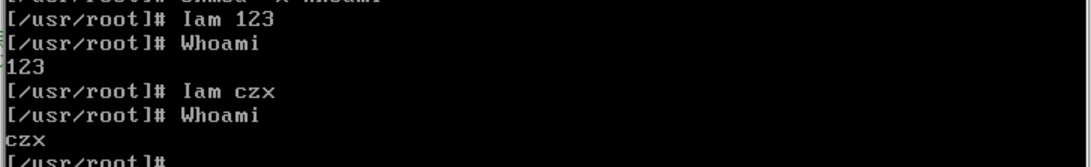 [/usr/root]# Iam 123
[/usr/root]# Whoami
123
[/usr/root]# Iam czx
[/usr/root]# Whoami
czx
[/usr/root]#